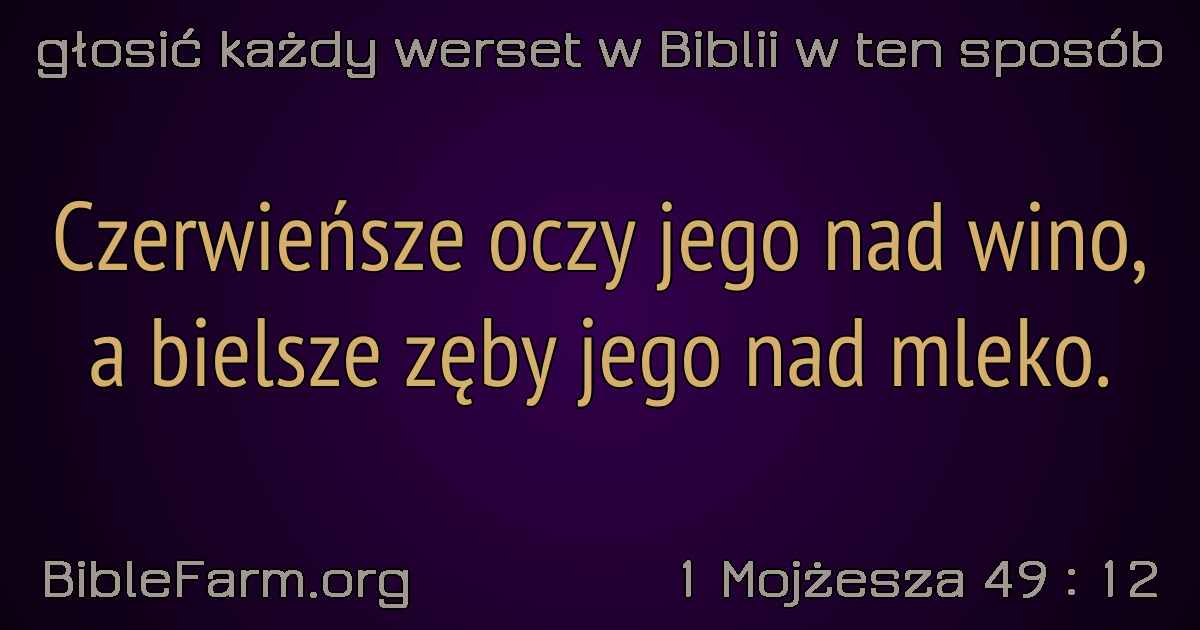 głosić każdy werset w Biblii w ten sposób
Czerwieńsze oczy jego nad wino,
a bielsze zęby jego nad mleko.
BibleFarm.org
1 Mojżesza 49 : 12